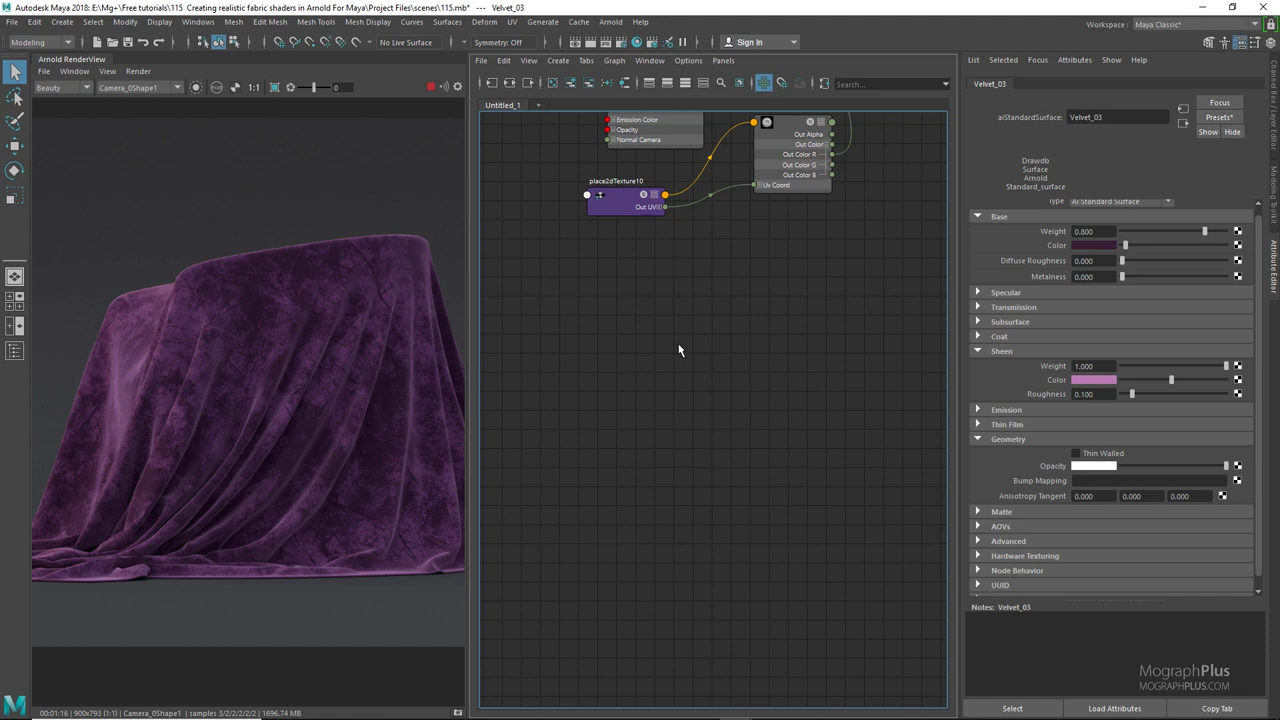 Autodesk Maya 2018: E:\Mg+\Free tutorials\115 Creating realistic fabric shaders in Arnold For Maya\Project Files\scenes\115.mb* - Velvet_03
File Edit Create Select Modify Display Windows Mesh Edit Mesh Mesh Tools Mesh Display Curves Surfaces Deform UV Generate Cache Arnold Help
Workspace : Maya Classic*
Modeling No Live Surface Symmetry: Off Sign In
Arnold RenderView
File Window View Render
Beauty Camera_0Shape1 1:1 0
File Edit View Create Tabs Graph Window Options Panels
Search...
Untitled_1 +
Emission Color
Opacity
Normal Camera
Out Alpha
Out Color
Out Color R
Out Color G
Out Color B
Uv Coord
place2dTexture10
Out UV
List Selected Focus Attributes Show Help
Velvet_03
aiStandardSurface: Velvet_03
Focus
Presets*
Show Hide
Drawdb
Surface
Arnold
Standard_surface
Type Ai Standard Surface
Base
Weight 0.800
Color
Diffuse Roughness 0.000
Metalness 0.000
Specular
Transmission
Subsurface
Coat
Sheen
Weight 1.000
Color
Roughness 0.100
Emission
Thin Film
Geometry
Thin Walled
Opacity
Bump Mapping
Anisotropy Tangent 0.000 0.000 0.000
Matte
AOVs
Advanced
Hardware Texturing
Node Behavior
UUID
Notes: Velvet_03
MographPlus
MOGRAPHPLUS.COM
Select Load Attributes Copy Tab
Channel Box / Layer Editor
Modeling Toolkit
Attribute Editor
00:01:16 | 900x793 [1:1] | Camera_0Shape1 | samples 3/2/2/2/2/2 | 1696.74 MB